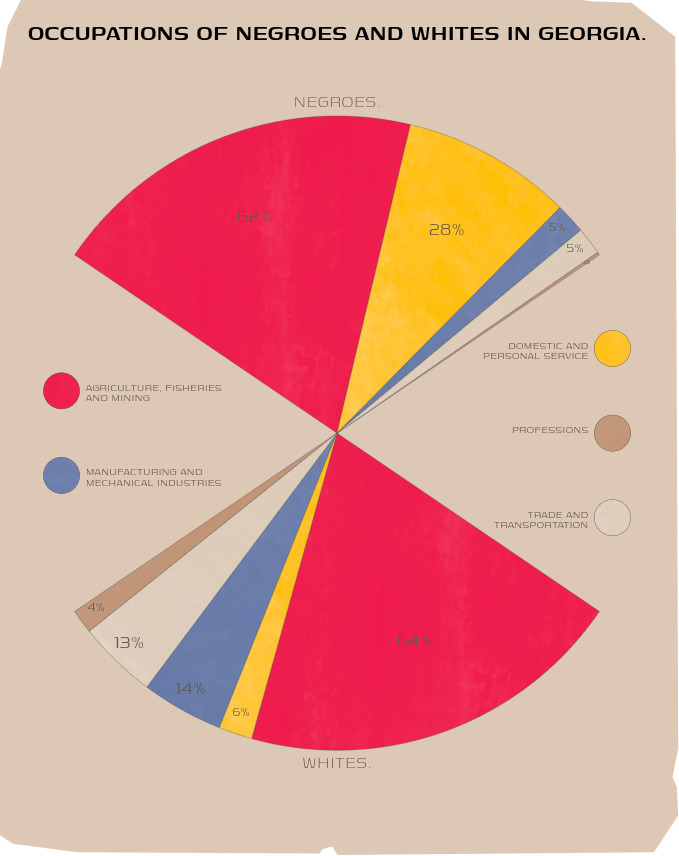 OCCUPATIONS OF NEGROES AND WHITES IN GEORGIA.
NEGROES.
62%
28%
5%
5%
DOMESTIC AND
PERSONAL SERVICE
AGRICULTURE, FISHERIES
AND MINING
PROFESSIONS
MANUFACTURING AND
MECHANICAL INDUSTRIES
TRADE AND
TRANSPORTATION
4%
13%
14%
6%
64%
WHITES.